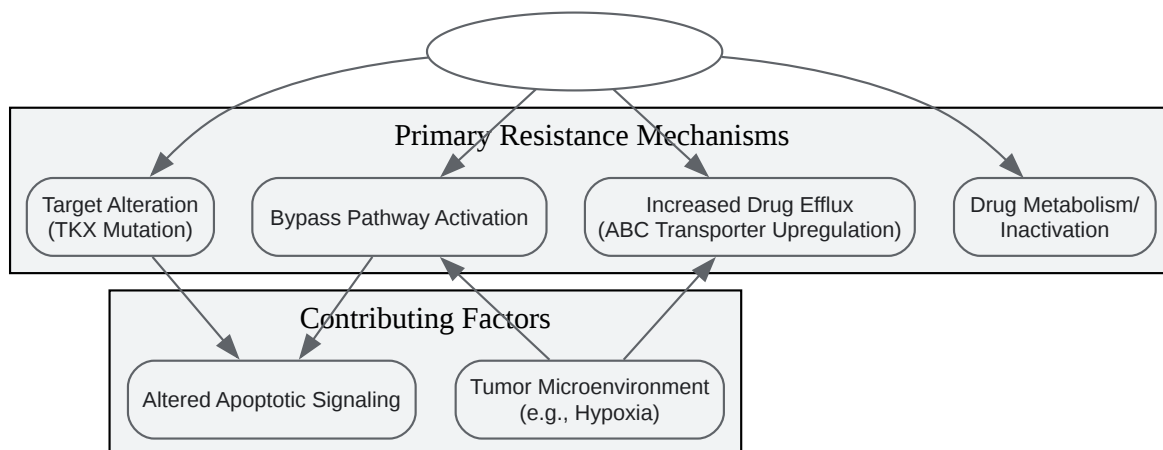 Primary Resistance Mechanisms
Target Alteration
(TKX Mutation)
Bypass Pathway Activation
Increased Drug Efflux
(ABC Transporter Upregulation)
Drug Metabolism/
Inactivation
Contributing Factors
Altered Apoptotic Signaling
Tumor Microenvironment
(e.g., Hypoxia)